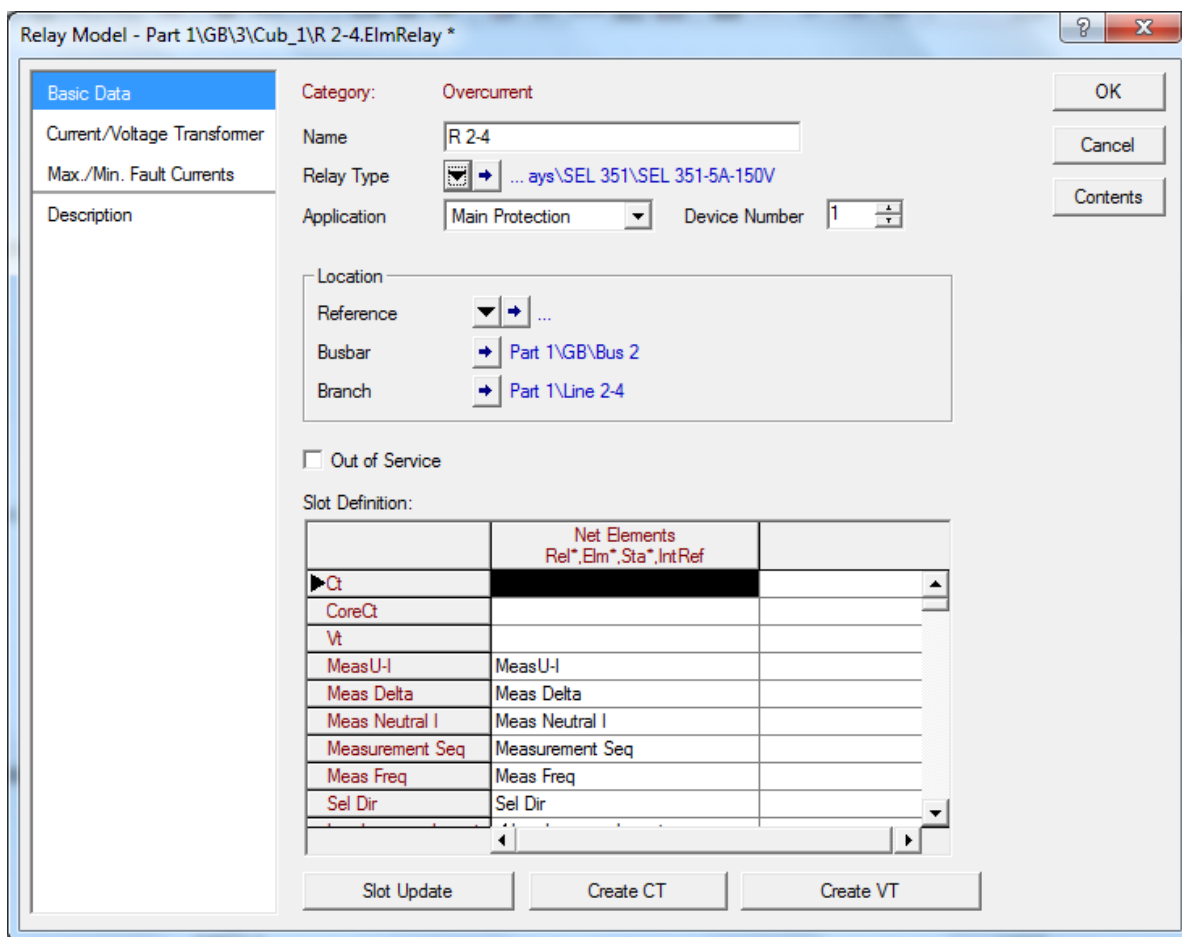 Relay Model - Part 1\GB\3\Cub_1\R 2-4.ElmRelay *
?
X
Basic Data
Current/Voltage Transformer
Max./Min. Fault Currents
Description
Category: Overcurrent
Name R 2-4
Relay Type ... ays\SEL 351\SEL 351-5A-150V
Application Main Protection Device Number 1
Location
Reference ...
Busbar Part 1\GB\Bus 2
Branch Part 1\Line 2-4
Out of Service
Slot Definition:
Net Elements
Rel*,Elm*,Sta*,IntRef
Ct
CoreCt
Vt
MeasU-I MeasU-I
Meas Delta Meas Delta
Meas Neutral I Meas Neutral I
Measurement Seq Measurement Seq
Meas Freq Meas Freq
Sel Dir Sel Dir
Slot Update Create CT Create VT
OK
Cancel
Contents